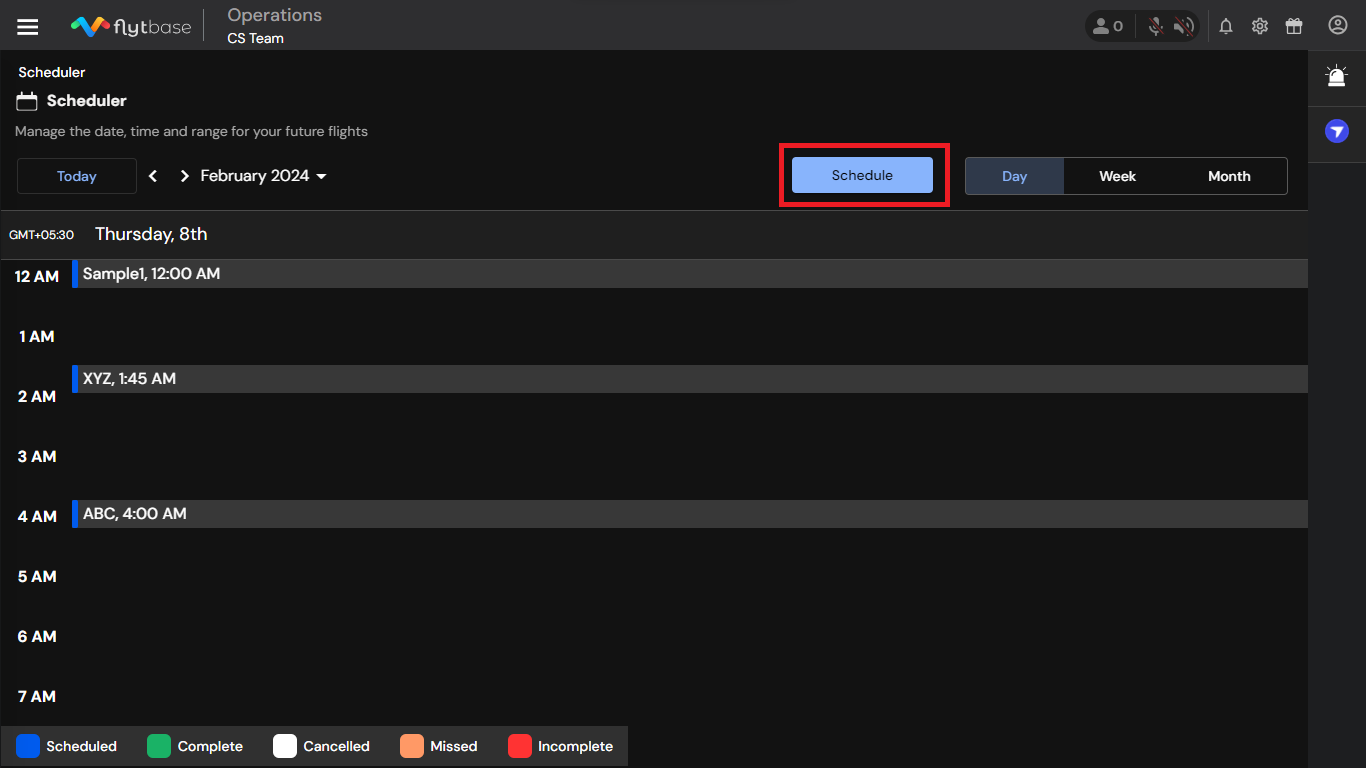 flytbase
Operations
CS Team
0
Scheduler
Scheduler
Manage the date, time and range for your future flights
Today
February 2024
Schedule
Day
Week
Month
GMT+05:30
Thursday, 8th
12 AM
Sample1, 12:00 AM
1 AM
XYZ, 1:45 AM
2 AM
3 AM
4 AM
ABC, 4:00 AM
5 AM
6 AM
7 AM
Scheduled
Complete
Cancelled
Missed
Incomplete